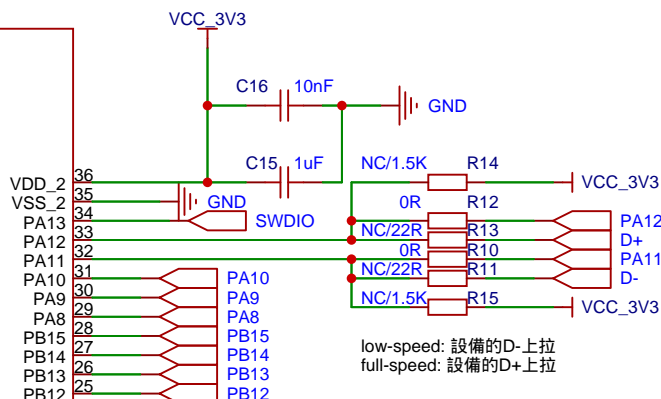 VCC_3V3
C16 10nF
GND
C15 1uF
NC/1.5K R14
VDD_2 36
VCC_3V3
VSS_2 35
GND
0R R12
PA13 34
SWDIO
PA12
PA12 33
NC/22R R13
D+
0R R10
PA11
PA11 32
NC/22R R11
D-
PA10 31
PA10
PA9 30
PA9
NC/1.5K R15
VCC_3V3
PA8 29
PA8
PB15 28
PB15
PB14 27
PB14
low-speed: 設備的D-上拉
full-speed: 設備的D+上拉
PB13 26
PB13
PB12 25
PB12